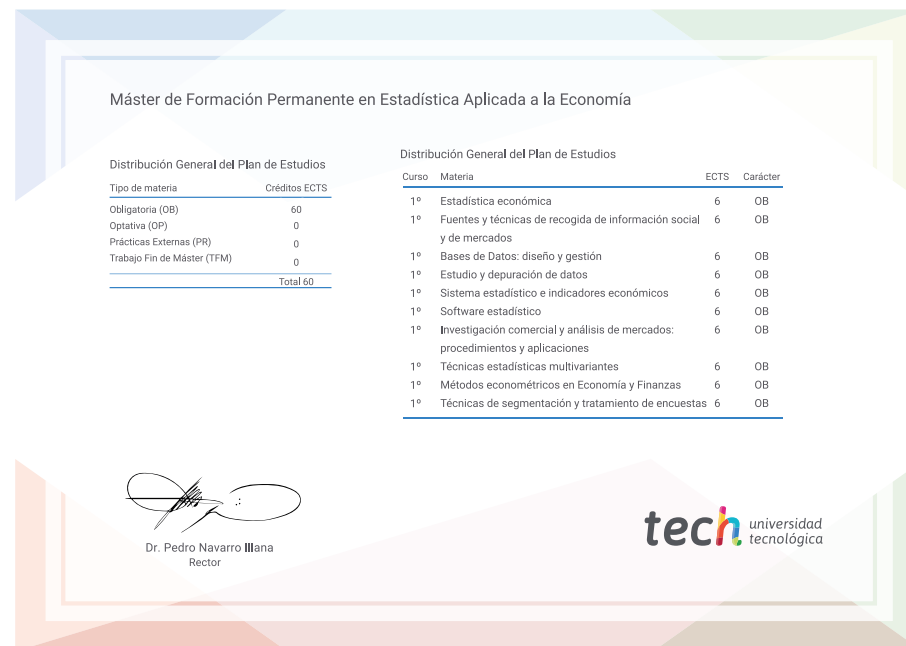 Máster de Formación Permanente en Estadística Aplicada a la Economía
Distribución General del Plan de Estudios
Tipo de materia Créditos ECTS
Obligatoria (OB) 60
Optativa (OP) 0
Prácticas Externas (PR) 0
Trabajo Fin de Máster (TFM) 0
Total 60
Distribución General del Plan de Estudios
Curso Materia ECTS Carácter
1º Estadística económica 6 OB
1º Fuentes y técnicas de recogida de información social 6 OB
y de mercados
1º Bases de Datos: diseño y gestión 6 OB
1º Estudio y depuración de datos 6 OB
1º Sistema estadístico e indicadores económicos 6 OB
1º Software estadístico 6 OB
1º Investigación comercial y análisis de mercados: 6 OB
procedimientos y aplicaciones
1º Técnicas estadísticas multivariantes 6 OB
1º Métodos econométricos en Economía y Finanzas 6 OB
1º Técnicas de segmentación y tratamiento de encuestas 6 OB
Dr. Pedro Navarro Illana
Rector
tech universidad
tecnológica